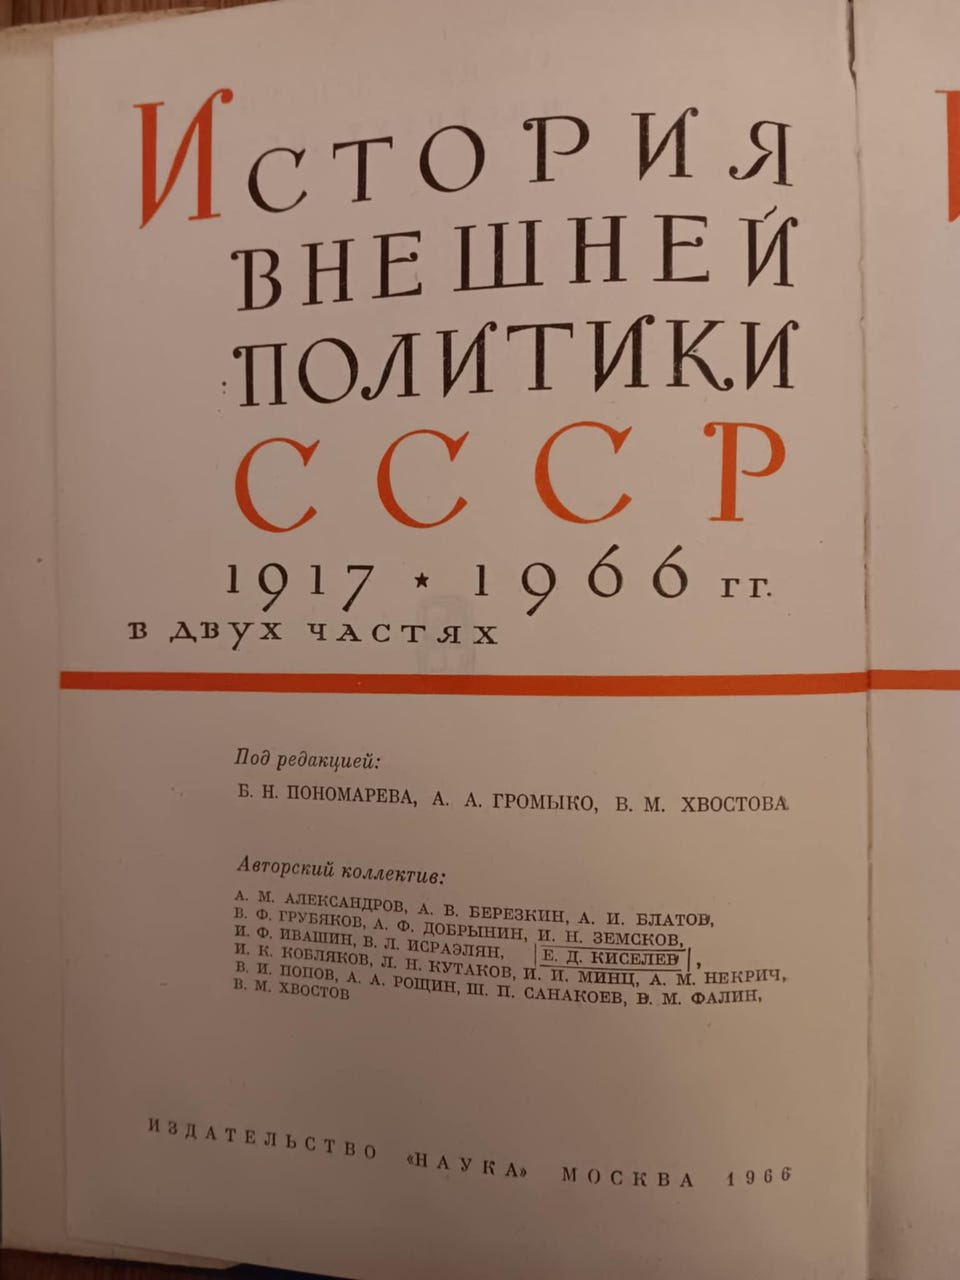 История
внешней
политики
СССР
1917 ★ 1966 гг.
в двух частях
Под редакцией:
Б. Н. ПОНОМАРЕВА, А. А. ГРОМЫКО, В. М. ХВОСТОВА
Авторский коллектив:
А. М. АЛЕКСАНДРОВ, А. В. БЕРЕЗКИН, А. И. БЛАТОВ,
В. Ф. ГРУБЯКОВ, А. Ф. ДОБРЫНИН, И. Н. ЗЕМСКОВ,
И. Ф. ИВАШИН, В. Л. ИСРАЭЛЯН, Е. Д. КИСЕЛЕВ,
И. К. КОБЛЯКОВ, Л. Н. КУТАКОВ, И. И. МИНЦ, А. М. НЕКРИЧ,
В. И. ПОПОВ, А. А. РОЩИН, Ш. П. САНАКОЕВ, В. М. ФАЛИН,
В. М. ХВОСТОВ
ИЗДАТЕЛЬСТВО «НАУКА» МОСКВА 1966